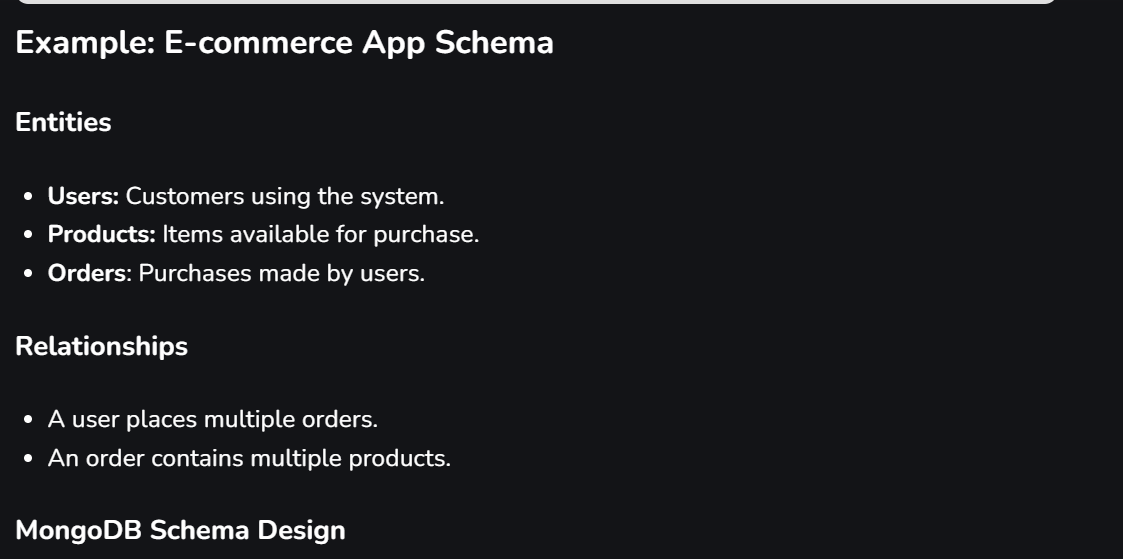 Example: E-commerce App Schema
Entities
• Users: Customers using the system.
• Products: Items available for purchase.
• Orders: Purchases made by users.
Relationships
• A user places multiple orders.
• An order contains multiple products.
MongoDB Schema Design